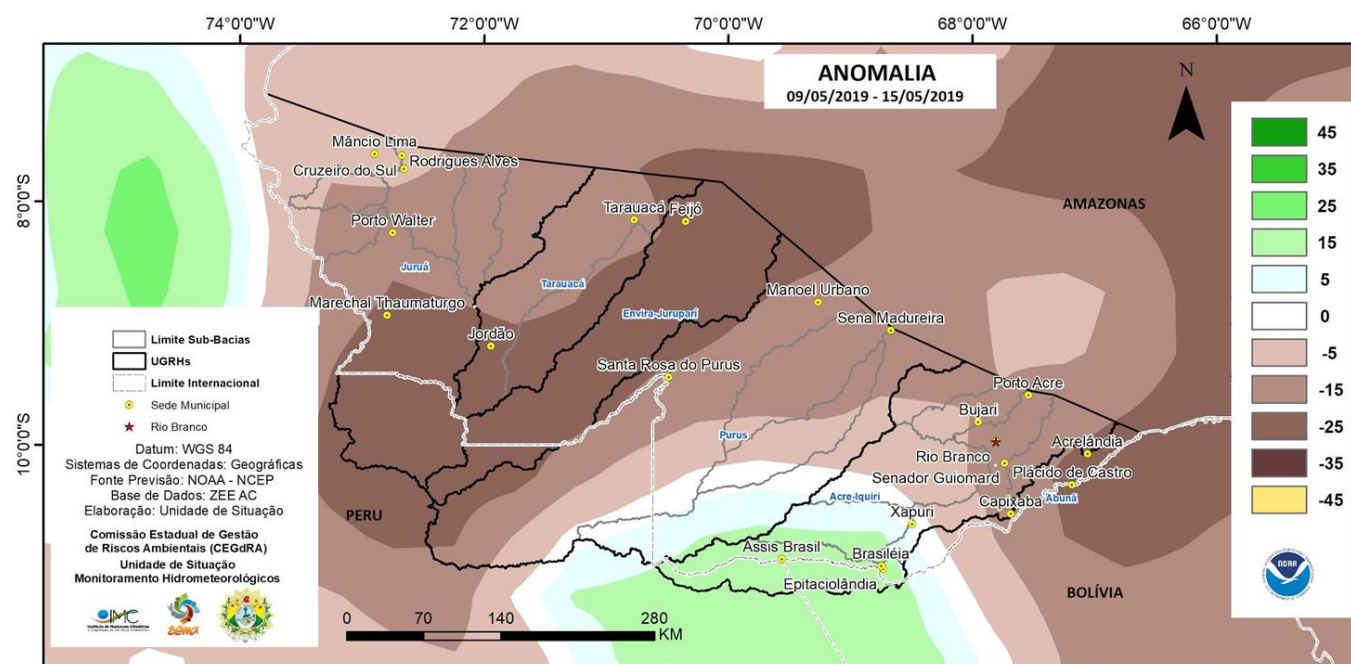 74°0'0"W
72°0'0"W
70°0'0"W
68°0'0"W
66°0'0"W
ANOMALIA
09/05/2019 - 15/05/2019
N
8°0'0"S
10°0'0"S
AMAZONAS
PERU
BOLÍVIA
Mâncio Lima
Rodrigues Alves
Cruzeiro do Sul
Porto Walter
Juruá
Marechal Thaumaturgo
Jordão
Tarauacá
Feijó
Tarauacá
Envira-Juruparí
Santa Rosa do Purus
Manoel Urbano
Sena Madureira
Purus
Porto Acre
Bujari
Rio Branco
Acrelândia
Senador Guiomard
Plácido de Castro
Capixaba
Abunã
Acre-Iquiri
Xapuri
Assis Brasil
Brasiléia
Epitaciolândia
45
35
25
15
5
0
-5
-15
-25
-35
-45
Limite Sub-Bacias
UGRHs
Limite Internacional
Sede Municipal
Rio Branco
Datum: WGS 84
Sistemas de Coordenadas: Geográficas
Fonte Previsão: NOAA - NCEP
Base de Dados: ZEE AC
Elaboração: Unidade de Situação
Comissão Estadual de Gestão
de Riscos Ambientais (CEGdRA)
Unidade de Situação
Monitoramento Hidrometeorológicos
IMC
sema
0 70 140 280
KM
NOAA